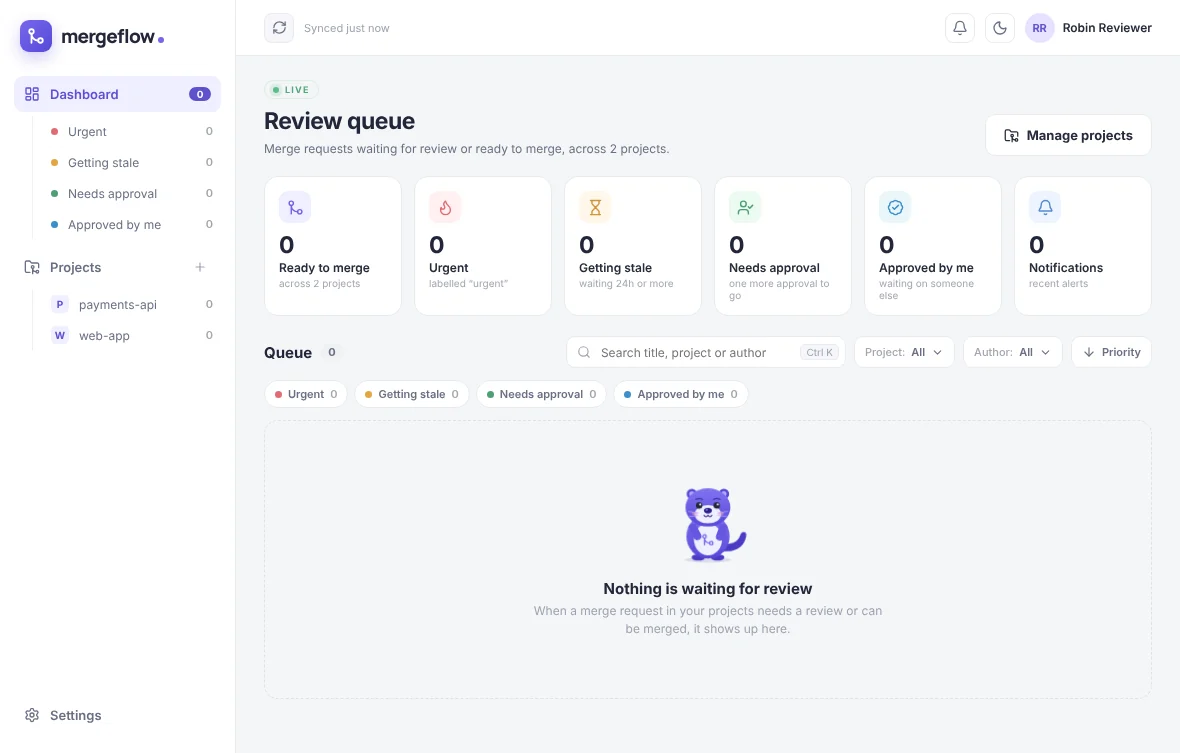 mergeflow
Synced just now
RR Robin Reviewer
Dashboard 0
Urgent 0
Getting stale 0
Needs approval 0
Approved by me 0
Projects
P payments-api 0
W web-app 0
Settings
LIVE
Review queue
Merge requests waiting for review or ready to merge, across 2 projects.
Manage projects
0
Ready to merge
across 2 projects
0
Urgent
labelled “urgent”
0
Getting stale
waiting 24h or more
0
Needs approval
one more approval to
go
0
Approved by me
waiting on someone
else
0
Notifications
recent alerts
Queue 0
Search title, project or author Ctrl K
Project: All
Author: All
Priority
Urgent 0
Getting stale 0
Needs approval 0
Approved by me 0
Nothing is waiting for review
When a merge request in your projects needs a review or can
be merged, it shows up here.